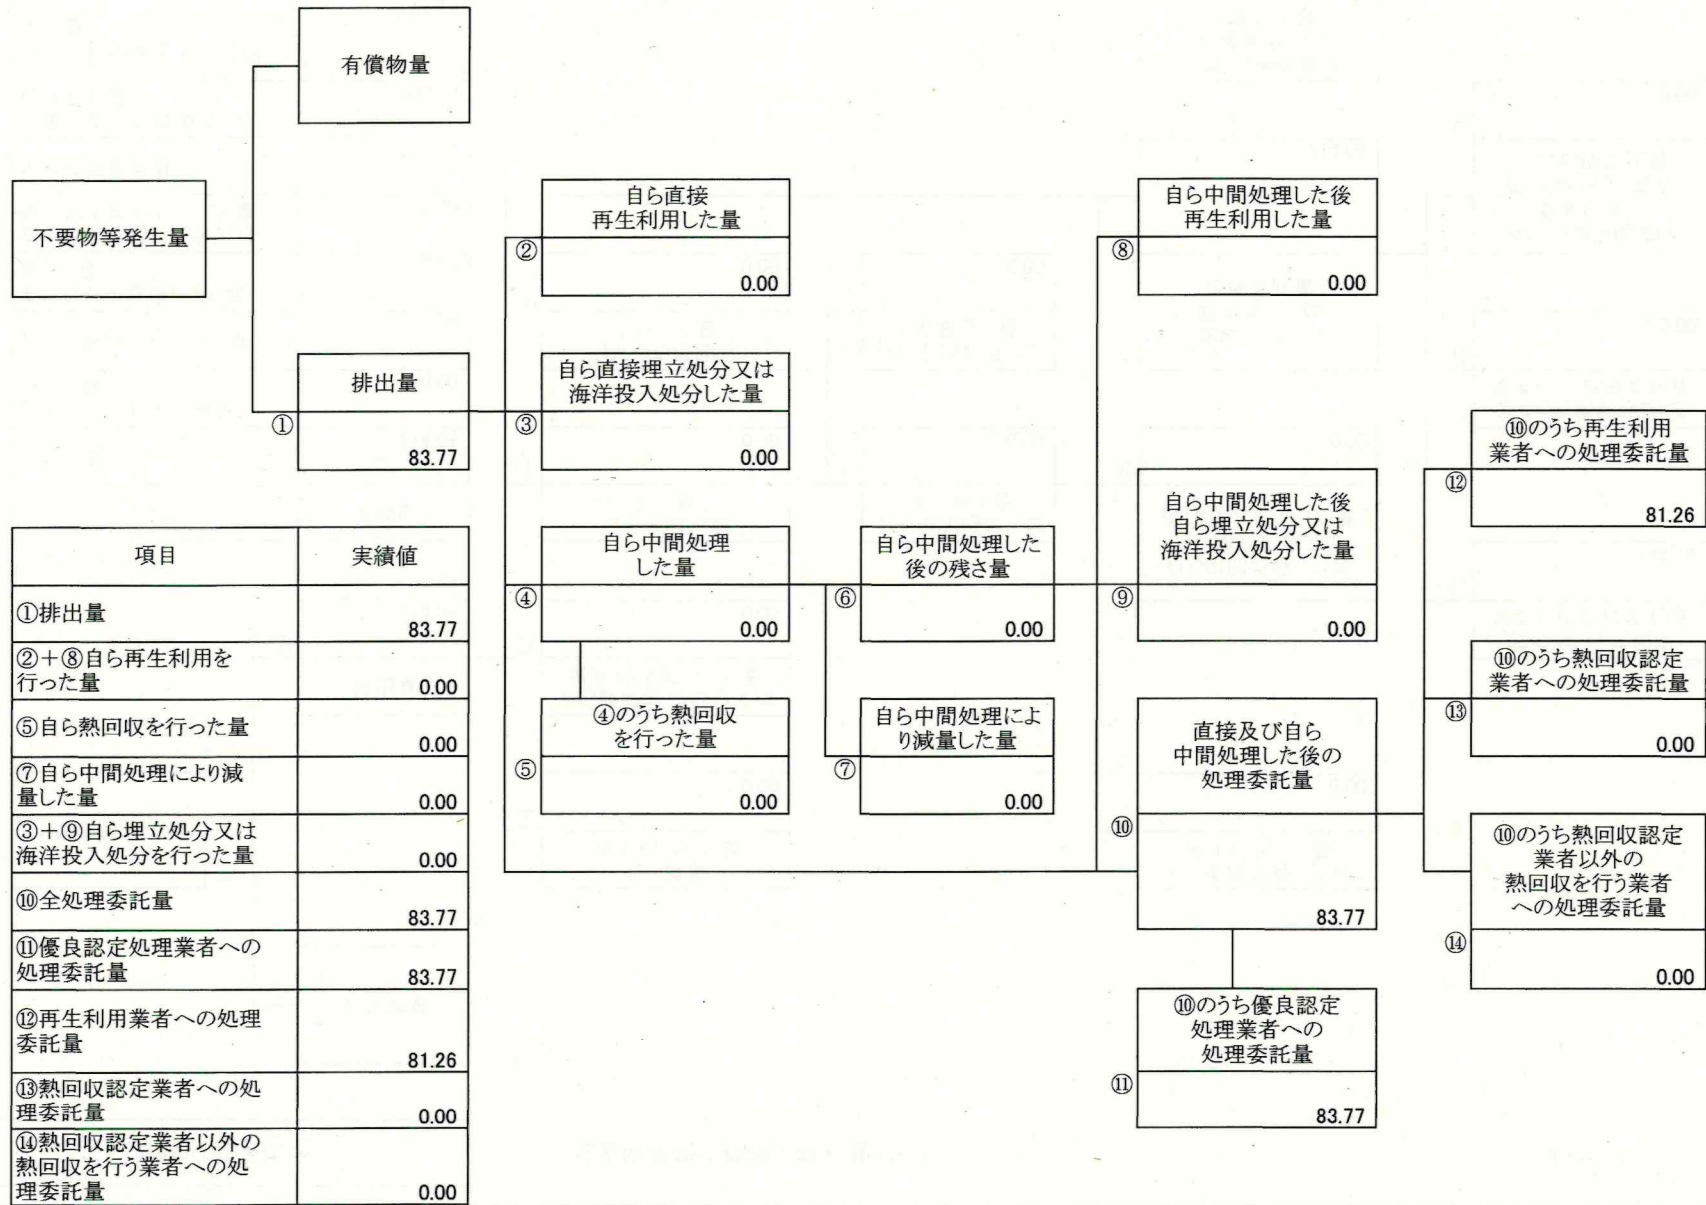 有償物量
不要物等発生量
排出量
①
83.77
自ら直接
再生利用した量
②
0.00
自ら直接埋立処分又は
海洋投入処分した量
③
0.00
自ら中間処理
した量
④
0.00
④のうち熱回収
を行った量
⑤
0.00
自ら中間処理した
後の残さ量
⑥
0.00
自ら中間処理によ
り減量した量
⑦
0.00
自ら中間処理した後
再生利用した量
⑧
0.00
自ら中間処理した後
自ら埋立処分又は
海洋投入処分した量
⑨
0.00
直接及び自ら
中間処理した後の
処理委託量
⑩
83.77
⑩のうち優良認定
処理業者への
処理委託量
⑪
83.77
⑩のうち再生利用
業者への処理委託量
⑫
81.26
⑩のうち熱回収認定
業者への処理委託量
⑬
0.00
⑩のうち熱回収認定
業者以外の
熱回収を行う業者
への処理委託量
⑭
0.00
項目 実績値
①排出量
83.77
②+⑧自ら再生利用を
行った量 0.00
⑤自ら熱回収を行った量
0.00
⑦自ら中間処理により減
量した量 0.00
③+⑨自ら埋立処分又は
海洋投入処分を行った量 0.00
⑩全処理委託量
83.77
⑪優良認定処理業者への
処理委託量 83.77
⑫再生利用業者への処理
委託量
81.26
⑬熱回収認定業者への処
理委託量 0.00
⑭熱回収認定業者以外の
熱回収を行う業者への処
理委託量 0.00